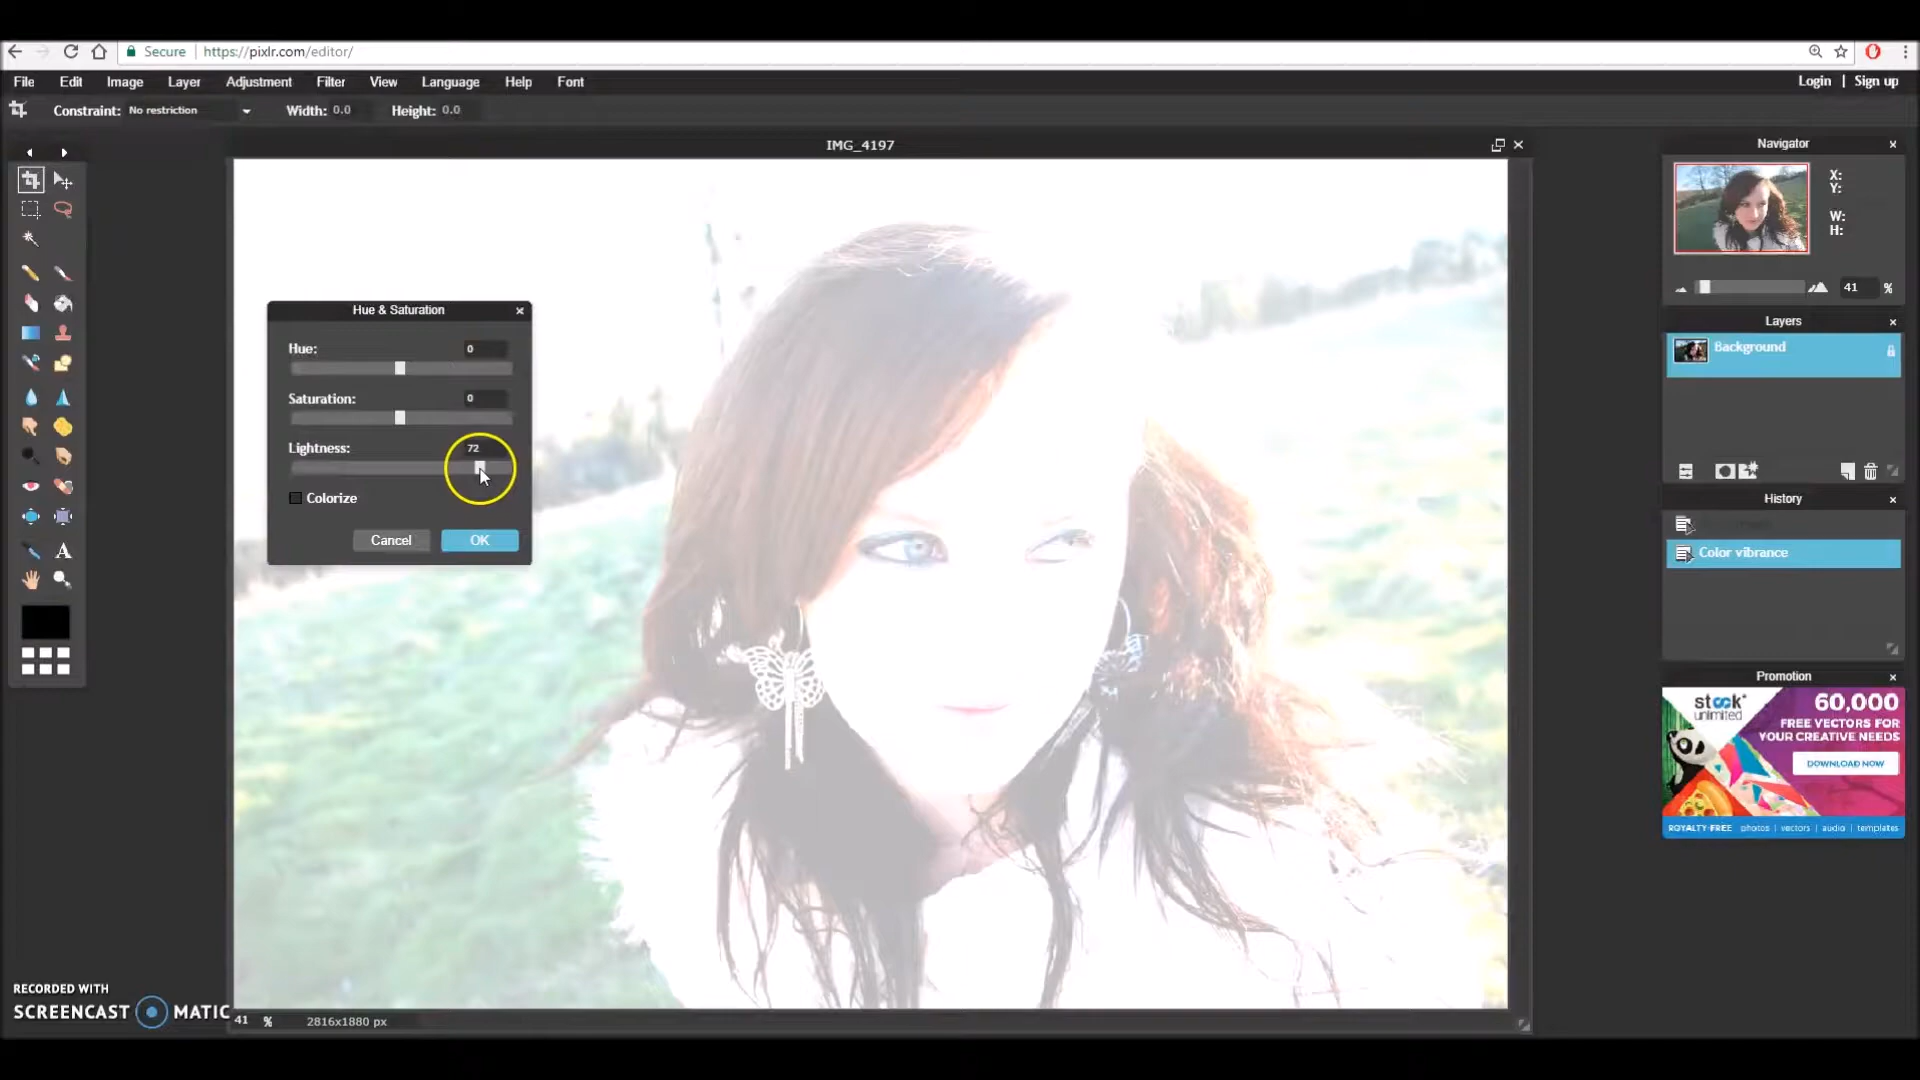 Secure https://pixlr.com/editor/
File Edit Image Layer Adjustment Filter View Language Help Font Login | Sign up
Constraint: No restriction Width: 0.0 Height: 0.0
IMG_4197
Navigator
X:
Y:
W:
H:
41 %
Hue & Saturation
Hue: 0
Saturation: 0
Lightness: 72
Colorize
Cancel OK
Layers
Background
History
Color vibrance
A
Promotion
stock unlimited
60,000
FREE VECTORS FOR
YOUR CREATIVE NEEDS
DOWNLOAD NOW
ROYALTY-FREE photos | vectors | audio | templates
RECORDED WITH
SCREENCAST MATIC
41 % 2816x1880 px